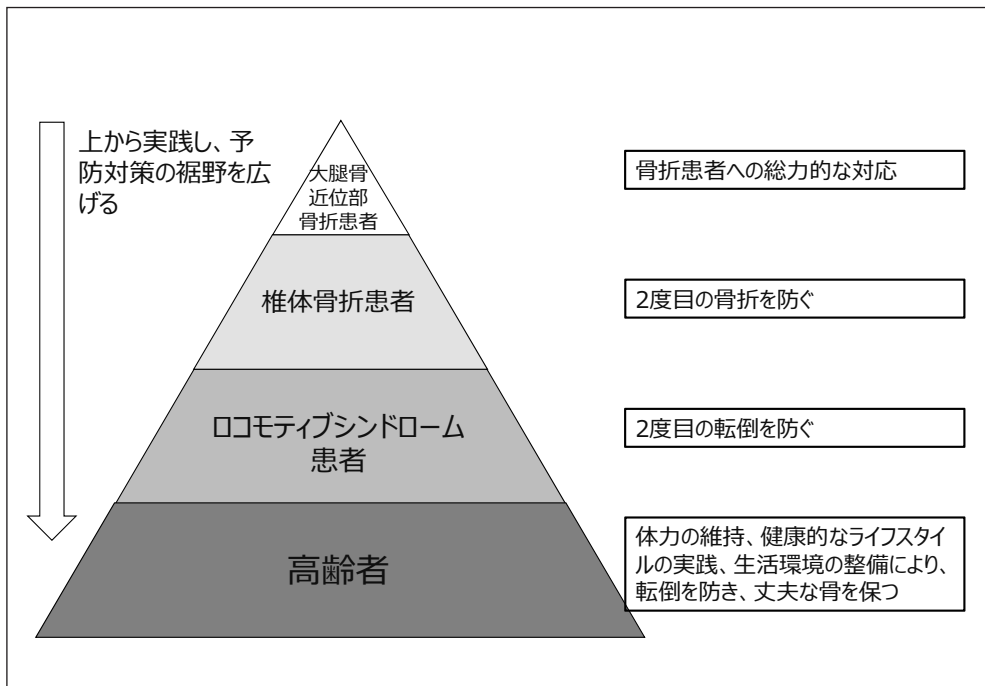 上から実践し、予
防対策の裾野を広
げる
大腿骨
近位部
骨折患者
骨折患者への総力的な対応
椎体骨折患者
2度目の骨折を防ぐ
ロコモティブシンドローム
患者
2度目の転倒を防ぐ
高齢者
体力の維持、健康的なライフスタイ
ルの実践、生活環境の整備により、
転倒を防き、丈夫な骨を保つ